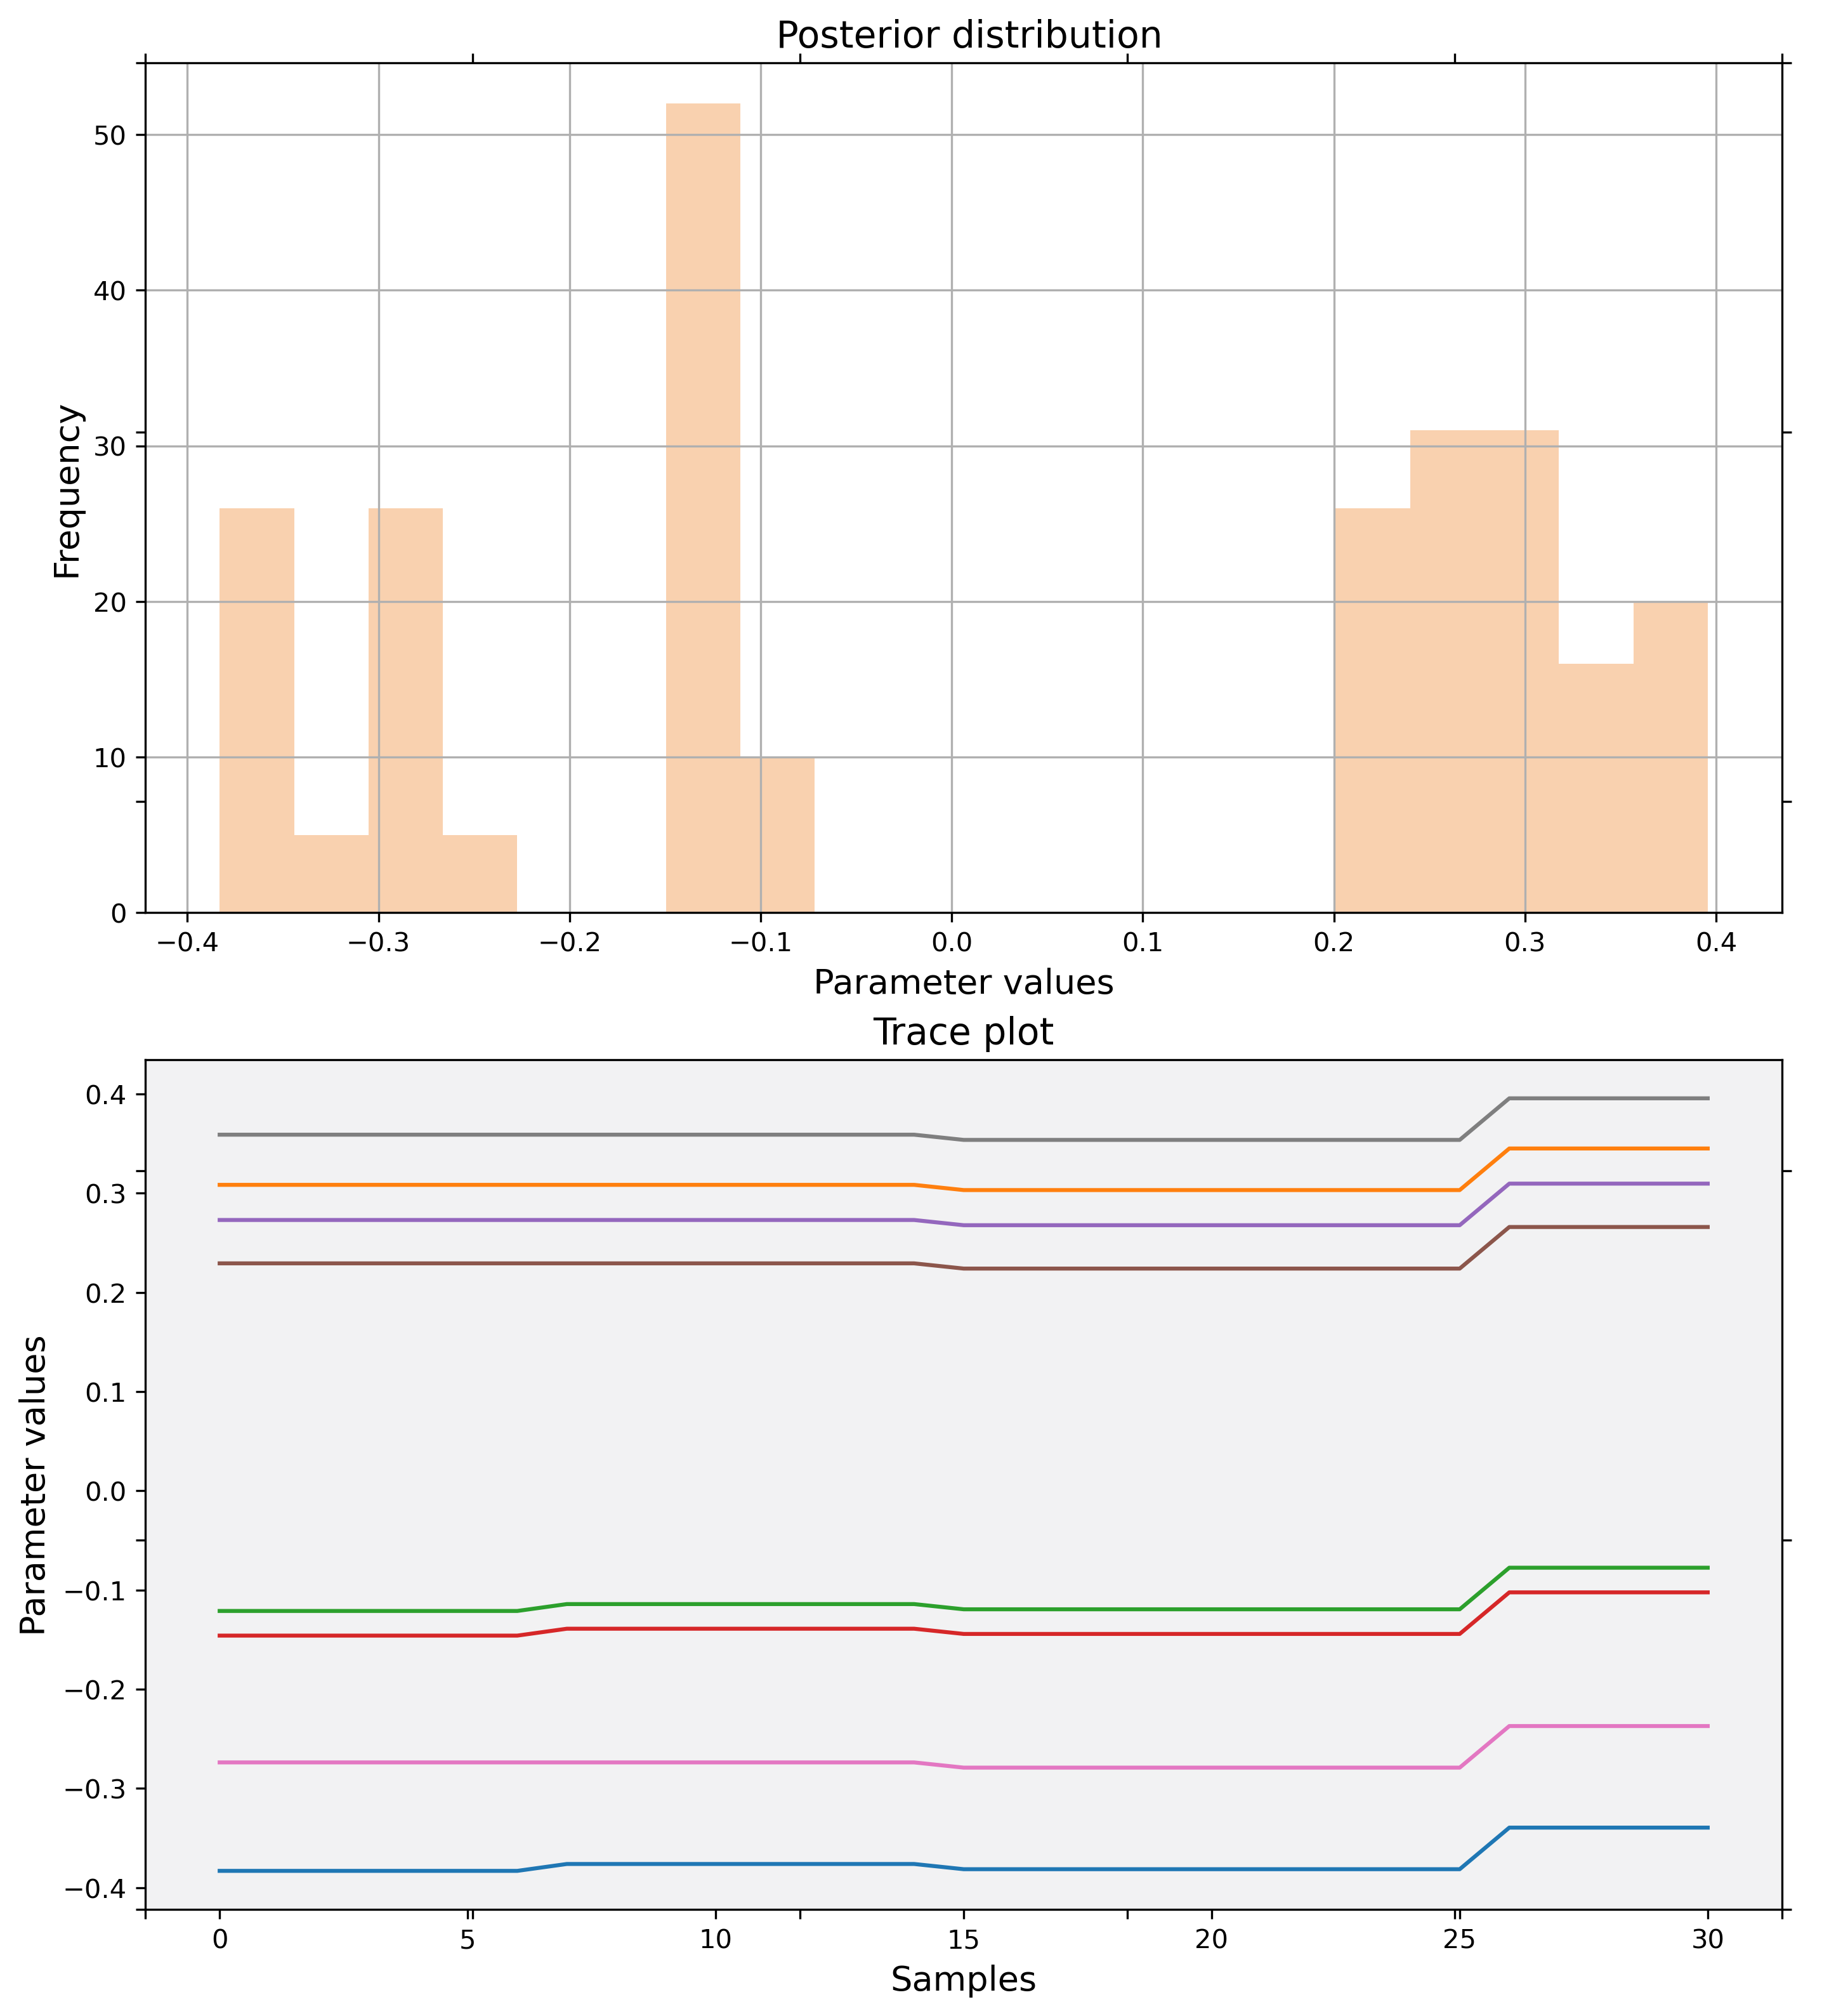 Posterior distribution
50
40
30
20
10
0
Frequency
−0.4 −0.3 −0.2 −0.1 0.0 0.1 0.2 0.3 0.4
Parameter values
Trace plot
0.4
0.3
0.2
0.1
0.0
−0.1
−0.2
−0.3
−0.4
Parameter values
0 5 10 15 20 25 30
Samples